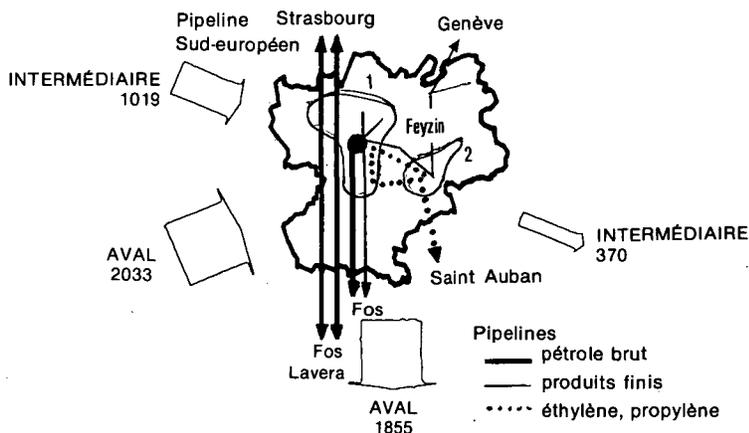 Pipeline
Sud-européen
Strasbourg
Genève
INTERMÉDIAIRE
1019
1
Feyzin
2
AVAL
2033
INTERMÉDIAIRE
370
Saint Auban
Fos
Fos
Lavera
AVAL
1855
Pipelines
pétrole brut
produits finis
éthylène, propylène